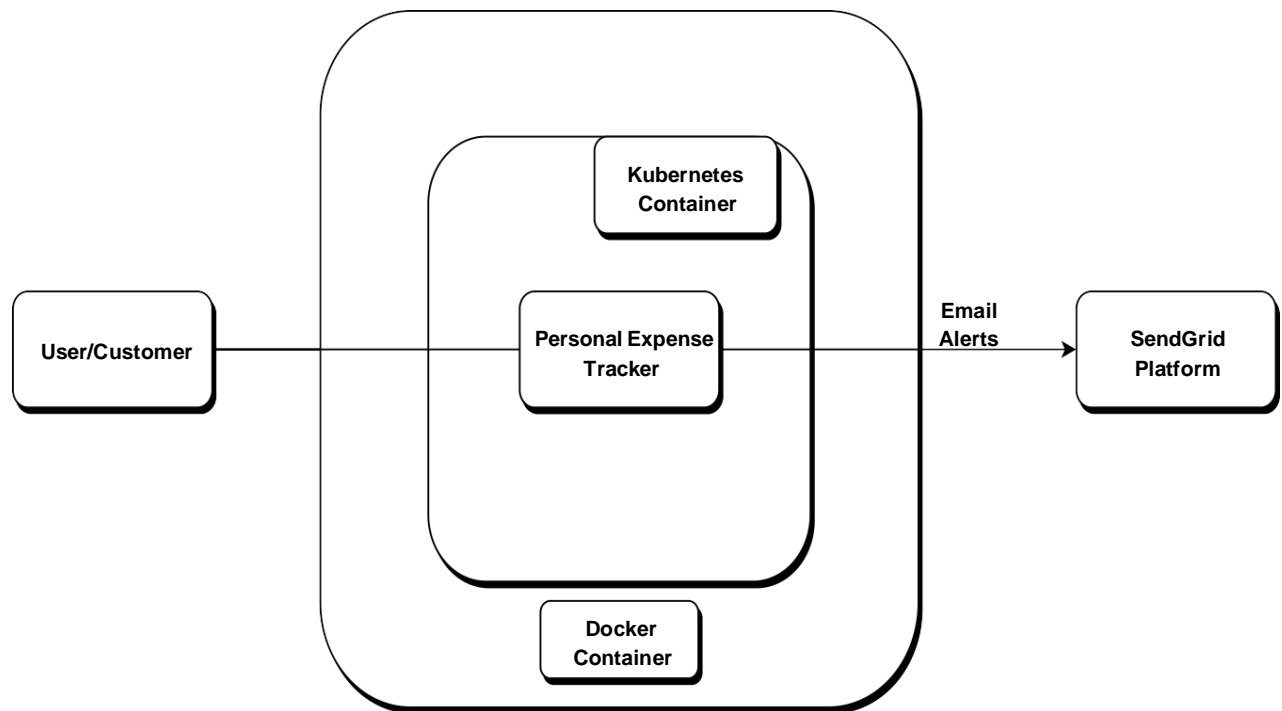 Kubernetes
Container
User/Customer
Personal Expense
Tracker
Email
Alerts
SendGrid
Platform
Docker
Container